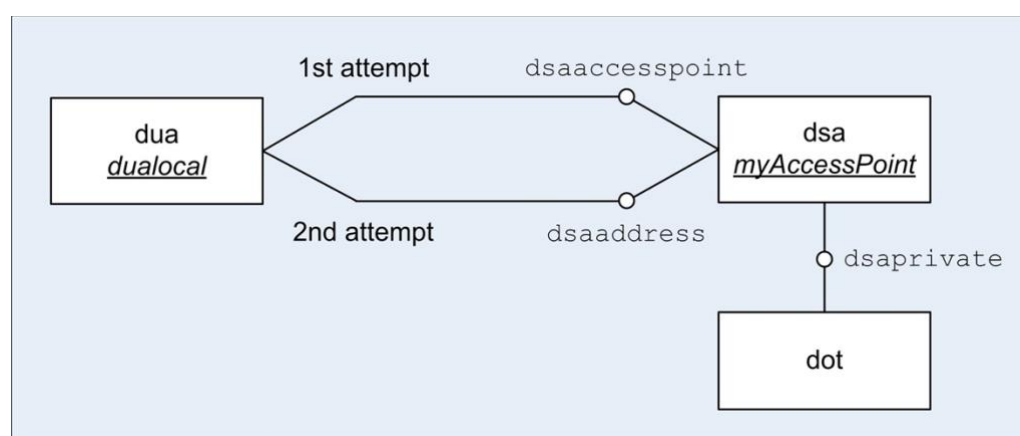 1st attempt
dsaaccesspoint
dua
dualocal
dsa
myAccessPoint
2nd attempt
dsaaddress
dsaprivate
dot